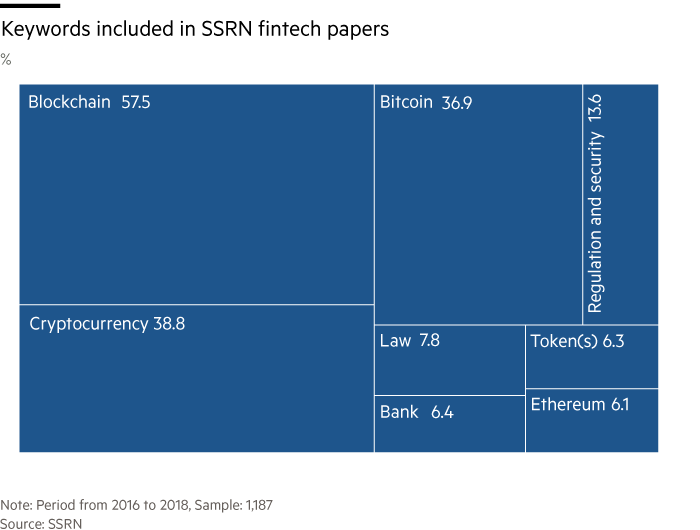 Keywords included in SSRN fintech papers
%
Blockchain 57.5
Bitcoin 36.9
Regulation and security 13.6
Cryptocurrency 38.8
Law 7.8
Token(s) 6.3
Bank 6.4
Ethereum 6.1
Note: Period from 2016 to 2018, Sample: 1,187
Source: SSRN